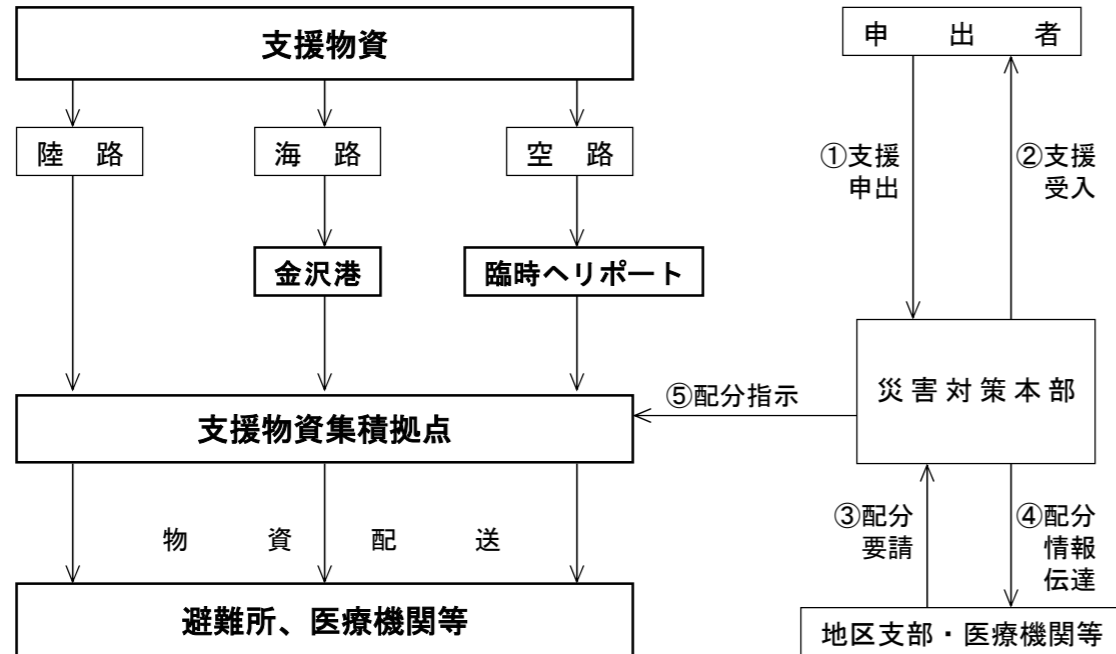 支援物資
申出者
陸路
海路
空路
①支援
申出
②支援
受入
金沢港
臨時ヘリポート
災害対策本部
⑤配分指示
支援物資集積拠点
③配分
要請
④配分
情報
伝達
物資配送
避難所、医療機関等
地区支部・医療機関等